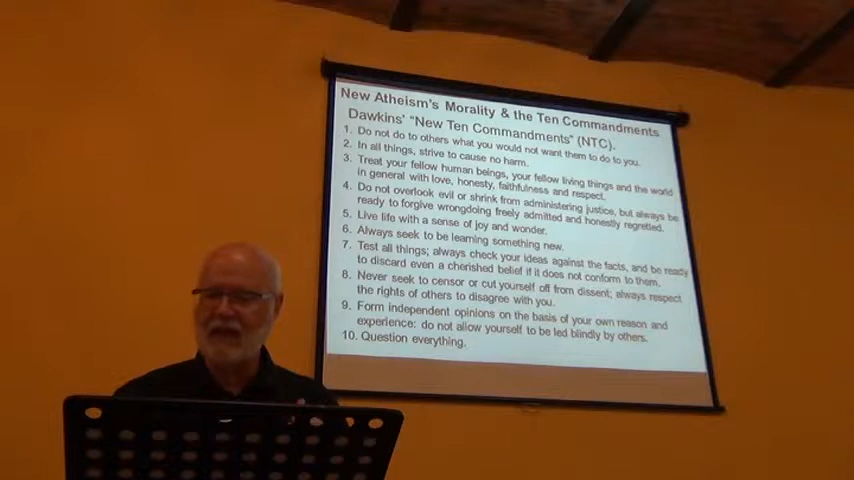 New Atheism's Morality & the Ten Commandments
Dawkins' "New Ten Commandments" (NTC).
1. Do not do to others what you would not want them to do to you.
2. In all things, strive to cause no harm.
3. Treat your fellow human beings, your fellow living things and the world
in general with love, honesty, faithfulness and respect.
4. Do not overlook evil or shrink from administering justice, but always be
ready to forgive wrongdoing freely admitted and honestly regretted.
5. Live life with a sense of joy and wonder.
6. Always seek to be learning something new.
7. Test all things; always check your ideas against the facts, and be ready
to discard even a cherished belief if it does not conform to them.
8. Never seek to censor or cut yourself off from dissent; always respect
the rights of others to disagree with you.
9. Form independent opinions on the basis of your own reason and
experience: do not allow yourself to be led blindly by others.
10. Question everything.